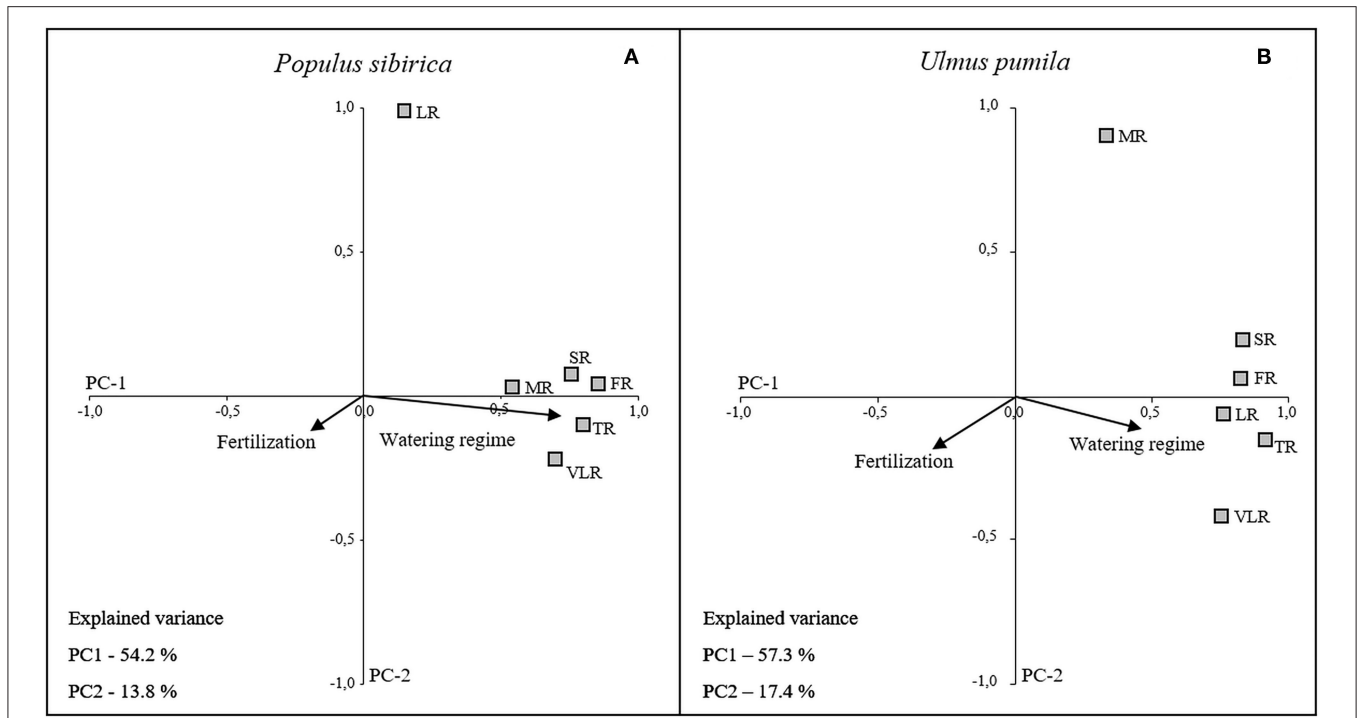 Populus sibirica
A
1,0
LR
0,5
SR
MR
FR
PC-1
-1,0
-0,5
0,0
0,5
1,0
TR
Fertilization
Watering regime
VLR
-0,5
Explained variance
PC1 - 54.2 %
PC2 - 13.8 %
-1,0
PC-2
Ulmus pumila
B
1,0
MR
0,5
SR
FR
PC-1
-1,0
-0,5
0,0
0,5
1,0
LR
TR
Watering regime
Fertilization
VLR
-0,5
Explained variance
PC1 – 57.3 %
PC2 – 17.4 %
-1,0
PC-2